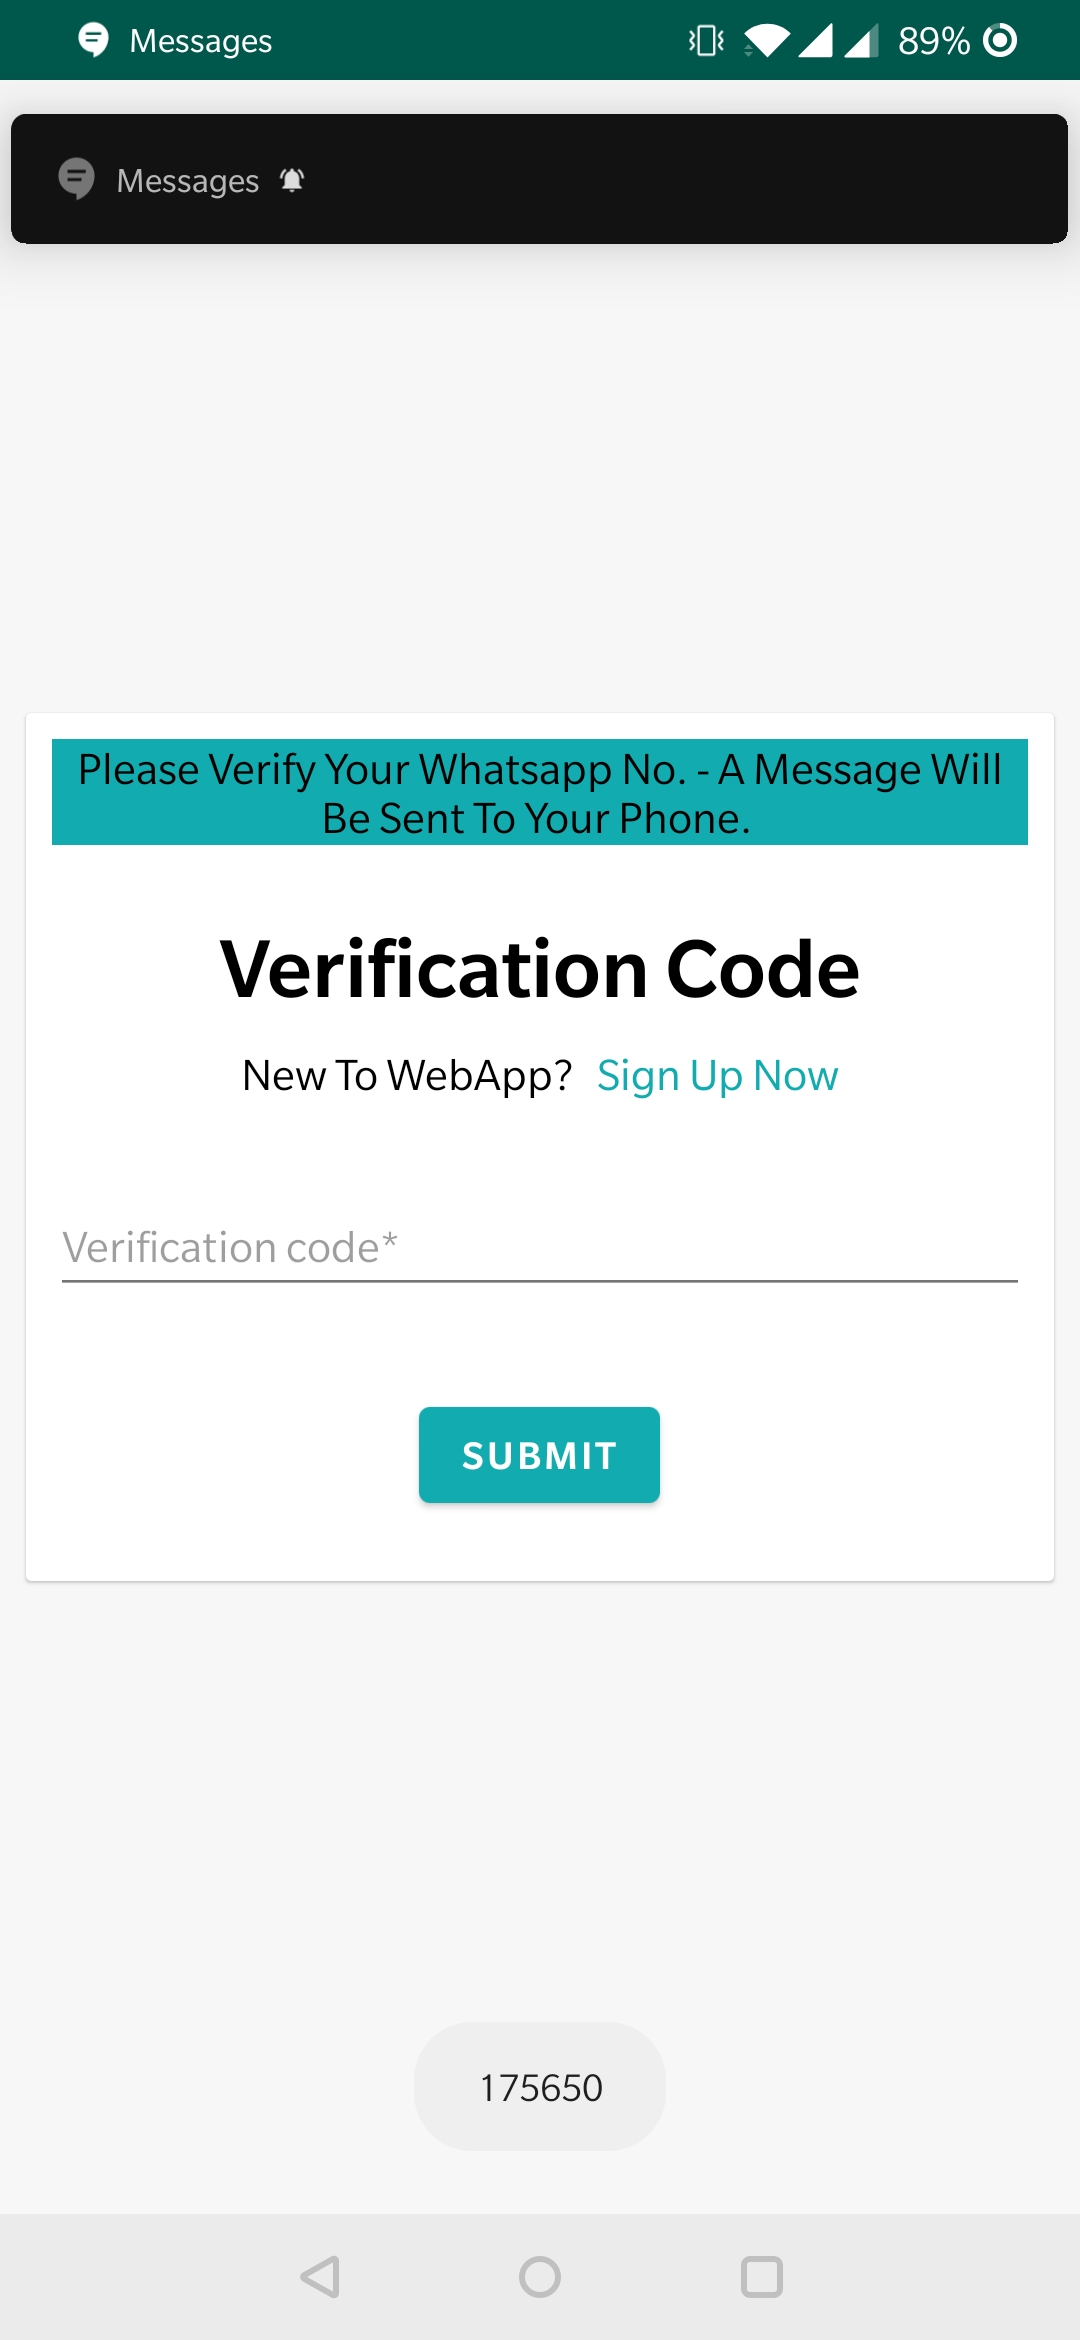 Messages 89%
Messages
Please Verify Your Whatsapp No. - A Message Will
Be Sent To Your Phone.
Verification Code
New To WebApp? Sign Up Now
Verification code*
SUBMIT
175650